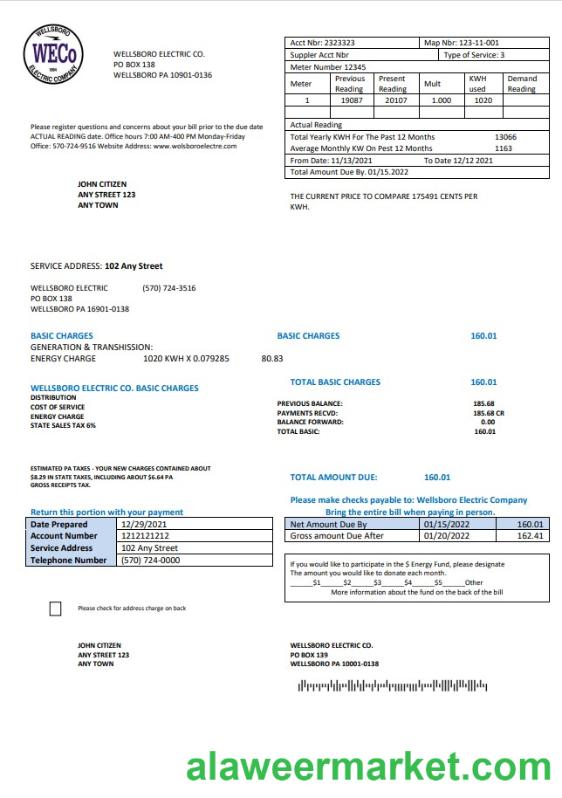 WELLSBORO
WECo
ELECTRIC COMPANY
WELLSBORO ELECTRIC CO.
PO BOX 138
WELLSBORO PA 10901-0136
Acct Nbr: 2323323 Map Nbr: 123-11-001
Suppler Acct Nbr Type of Service: 3
Meter Number 12345
Meter Previous Reading Present Reading Mult KWH used Demand Reading
1 19087 20107 1.000 1020
Actual Reading
Total Yearly KWH For The Past 12 Months 13066
Average Monthly KW On Pest 12 Months 1163
From Date: 11/13/2021 To Date 12/12 2021
Total Amount Due By. 01/15.2022
Please register questions and concerns about your bill prior to the due date
ACTUAL READING date. Office hours 7:00 AM-400 PM Monday-Friday
Office: 570-724-9516 Website Address: www.wolsboroelectre.com
JOHN CITIZEN
ANY STREET 123
ANY TOWN
THE CURRENT PRICE TO COMPARE 175491 CENTS PER
KWH.
SERVICE ADDRESS: 102 Any Street
WELLSBORO ELECTRIC (570) 724-3516
PO BOX 138
WELLSBORO PA 16901-0138
BASIC CHARGES
GENERATION & TRANSHISSION:
ENERGY CHARGE 1020 KWH X 0.079285 80.83
BASIC CHARGES 160.01
WELLSBORO ELECTRIC CO. BASIC CHARGES
DISTRIBUTION
COST OF SERVICE
ENERGY CHARGE
STATE SALES TAX 6%
TOTAL BASIC CHARGES 160.01
PREVIOUS BALANCE: 185.68
PAYMENTS RECVD: 185.68 CR
BALANCE FORWARD: 0.00
TOTAL BASIC: 160.01
ESTIMATED PA TAXES - YOUR NEW CHARGES CONTAINED ABOUT
$8.29 IN STATE TAXES, INCLUDING ABOUT $6.64 PA
GROSS RECEIPTS TAX.
TOTAL AMOUNT DUE: 160.01
Please make checks payable to: Wellsboro Electric Company
Bring the entire bill when paying in person.
Return this portion with your payment
Date Prepared 12/29/2021
Account Number 1212121212
Service Address 102 Any Street
Telephone Number (570) 724-0000
Net Amount Due By 01/15/2022 160.01
Gross amount Due After 01/20/2022 162.41
If you would like to participate in the $ Energy Fund, please designate
The amount you would like to donate each month.
______$1______$2______$3______$4______$5______Other
More information about the fund on the back of the bill
Please check for address charge on back
JOHN CITIZEN
ANY STREET 123
ANY TOWN
WELLSBORO ELECTRIC CO.
PO BOX 139
WELLSBORO PA 10001-0138
alaweermarket.com